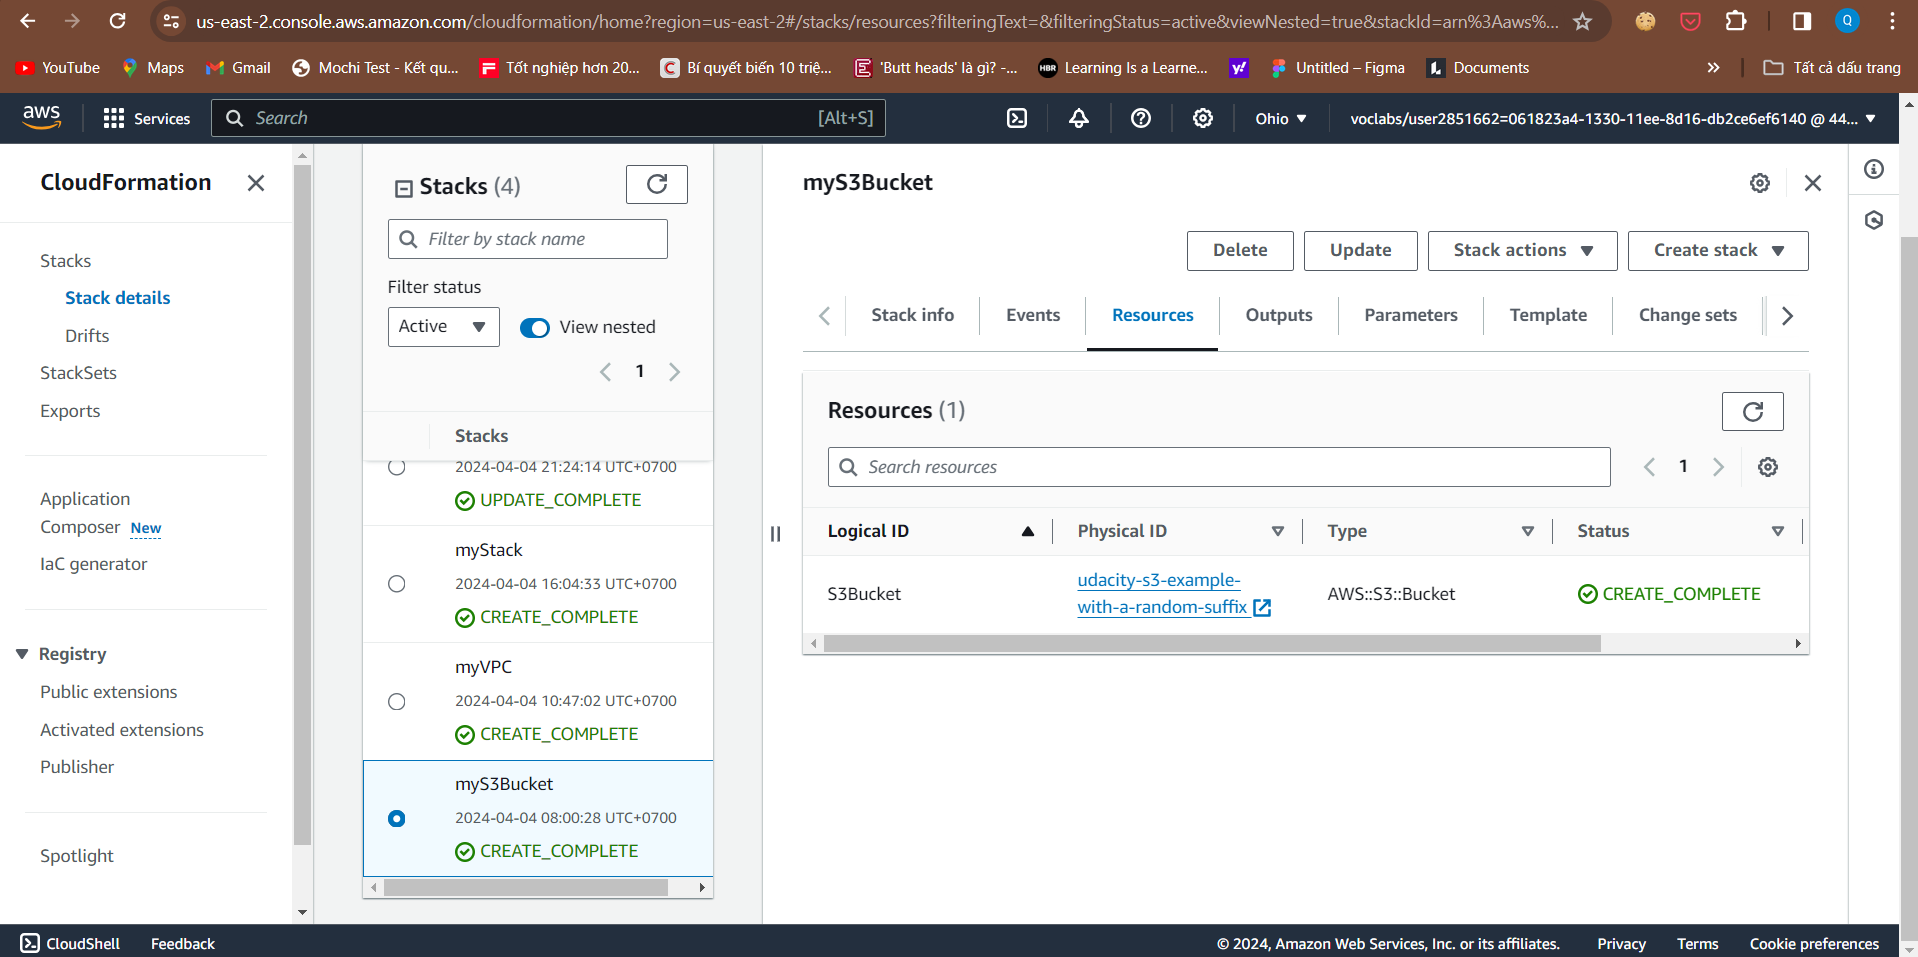 us-east-2.console.aws.amazon.com/cloudformation/home?region=us-east-2#/stacks/resources?filteringText=&filteringStatus=active&viewNested=true&stackId=arn%3Aaws%...
Q
YouTube
Maps
Gmail
Mochi Test - Kết qu...
Tốt nghiệp hơn 20...
Bí quyết biến 10 triệ...
'Butt heads' là gì? -...
HBR
Learning Is a Learne...
y!
Untitled – Figma
Documents
Tất cả dấu trang
aws
Services
Search
[Alt+S]
Ohio
voclabs/user2851662=061823a4-1330-11ee-8d16-db2ce6ef6140 @ 44...
CloudFormation
Stacks
Stack details
Drifts
StackSets
Exports
Application
Composer New
IaC generator
Registry
Public extensions
Activated extensions
Publisher
Spotlight
Stacks (4)
Filter by stack name
Filter status
Active
View nested
1
Stacks
2024-04-04 21:24:14 UTC+0700
UPDATE_COMPLETE
myStack
2024-04-04 16:04:33 UTC+0700
CREATE_COMPLETE
myVPC
2024-04-04 10:47:02 UTC+0700
CREATE_COMPLETE
myS3Bucket
2024-04-04 08:00:28 UTC+0700
CREATE_COMPLETE
myS3Bucket
Delete
Update
Stack actions
Create stack
Stack info
Events
Resources
Outputs
Parameters
Template
Change sets
Resources (1)
Search resources
1
Logical ID
Physical ID
Type
Status
S3Bucket
udacity-s3-example-
with-a-random-suffix
AWS::S3::Bucket
CREATE_COMPLETE
CloudShell
Feedback
© 2024, Amazon Web Services, Inc. or its affiliates.
Privacy
Terms
Cookie preferences